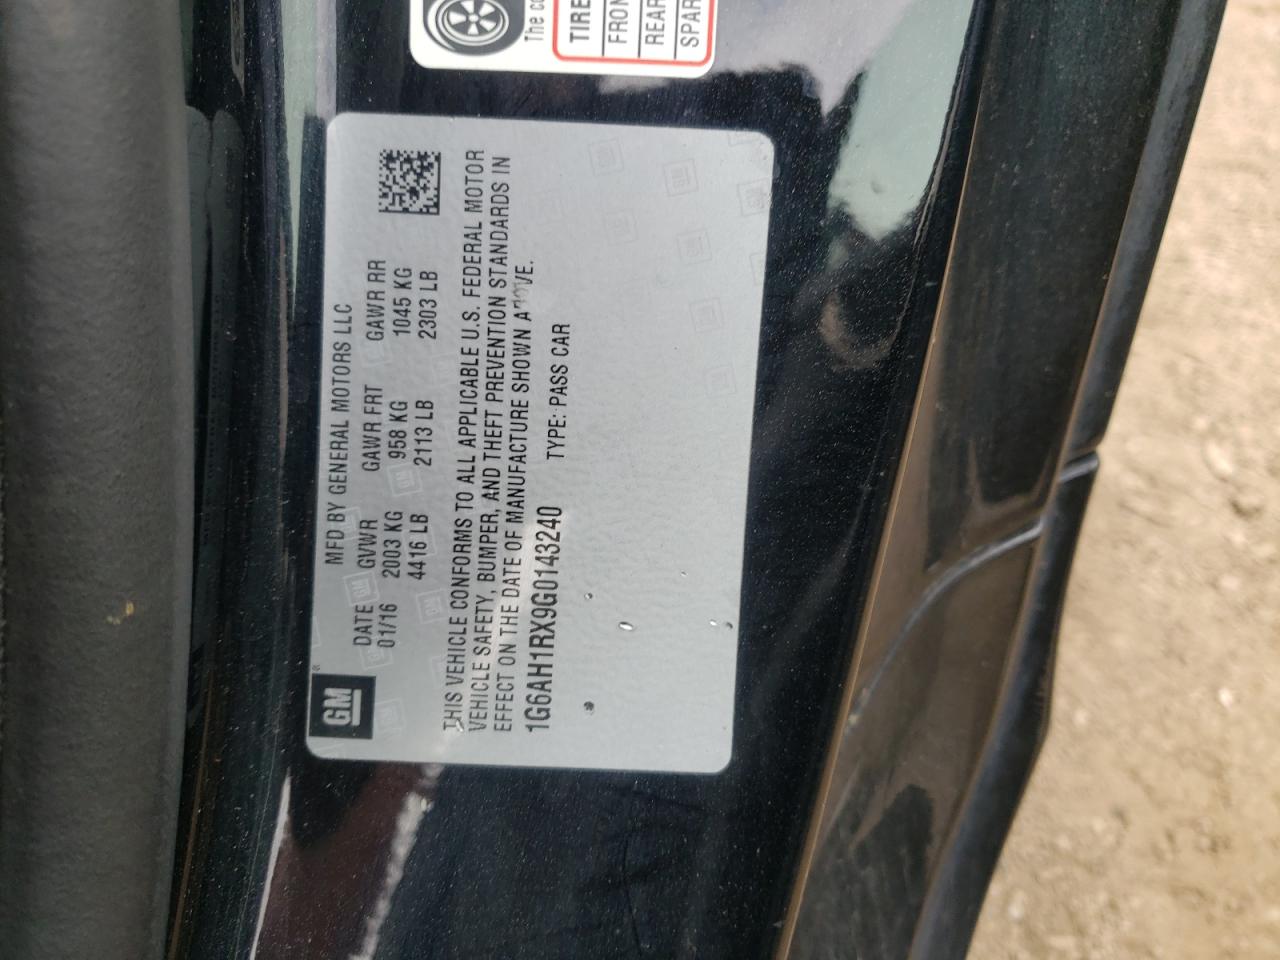 The co
TIRE
FRON
REAR
SPAR
GM
MFD BY GENERAL MOTORS LLC
DATE GVWR GAWR FRT GAWR RR
01/16 2003 KG 958 KG 1045 KG
4416 LB 2113 LB 2303 LB
THIS VEHICLE CONFORMS TO ALL APPLICABLE U.S. FEDERAL MOTOR
VEHICLE SAFETY, BUMPER, AND THEFT PREVENTION STANDARDS IN
EFFECT ON THE DATE OF MANUFACTURE SHOWN ABOVE.
1G6AH1RX9G0143240 TYPE: PASS CAR